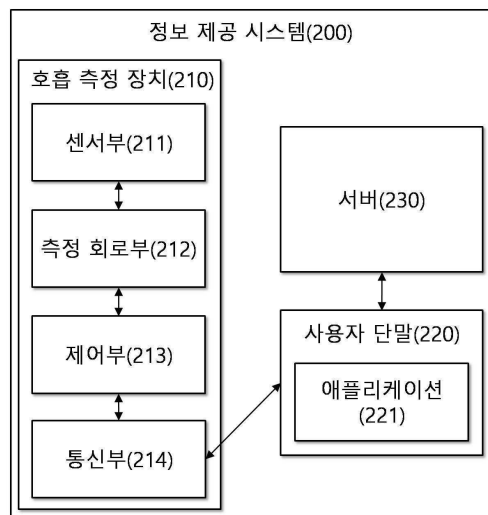 정보 제공 시스템(200)
호흡 측정 장치(210)
센서부(211)
측정 회로부(212)
제어부(213)
통신부(214)
서버(230)
사용자 단말(220)
애플리케이션
(221)